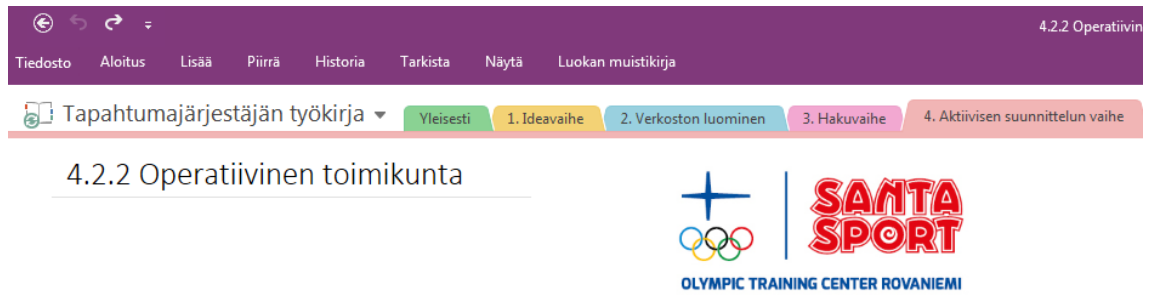 4.2.2 Operatiivin
Tiedosto Aloitus Lisää Piirrä Historia Tarkista Näytä Luokan muistikirja
Tapahtumajärjestäjän työkirja Yleisesti 1. Ideavaihe 2. Verkoston luominen 3. Hakuvaihe 4. Aktiivisen suunnittelun vaihe
4.2.2 Operatiivinen toimikunta
SANTA
SPORT
OLYMPIC TRAINING CENTER ROVANIEMI